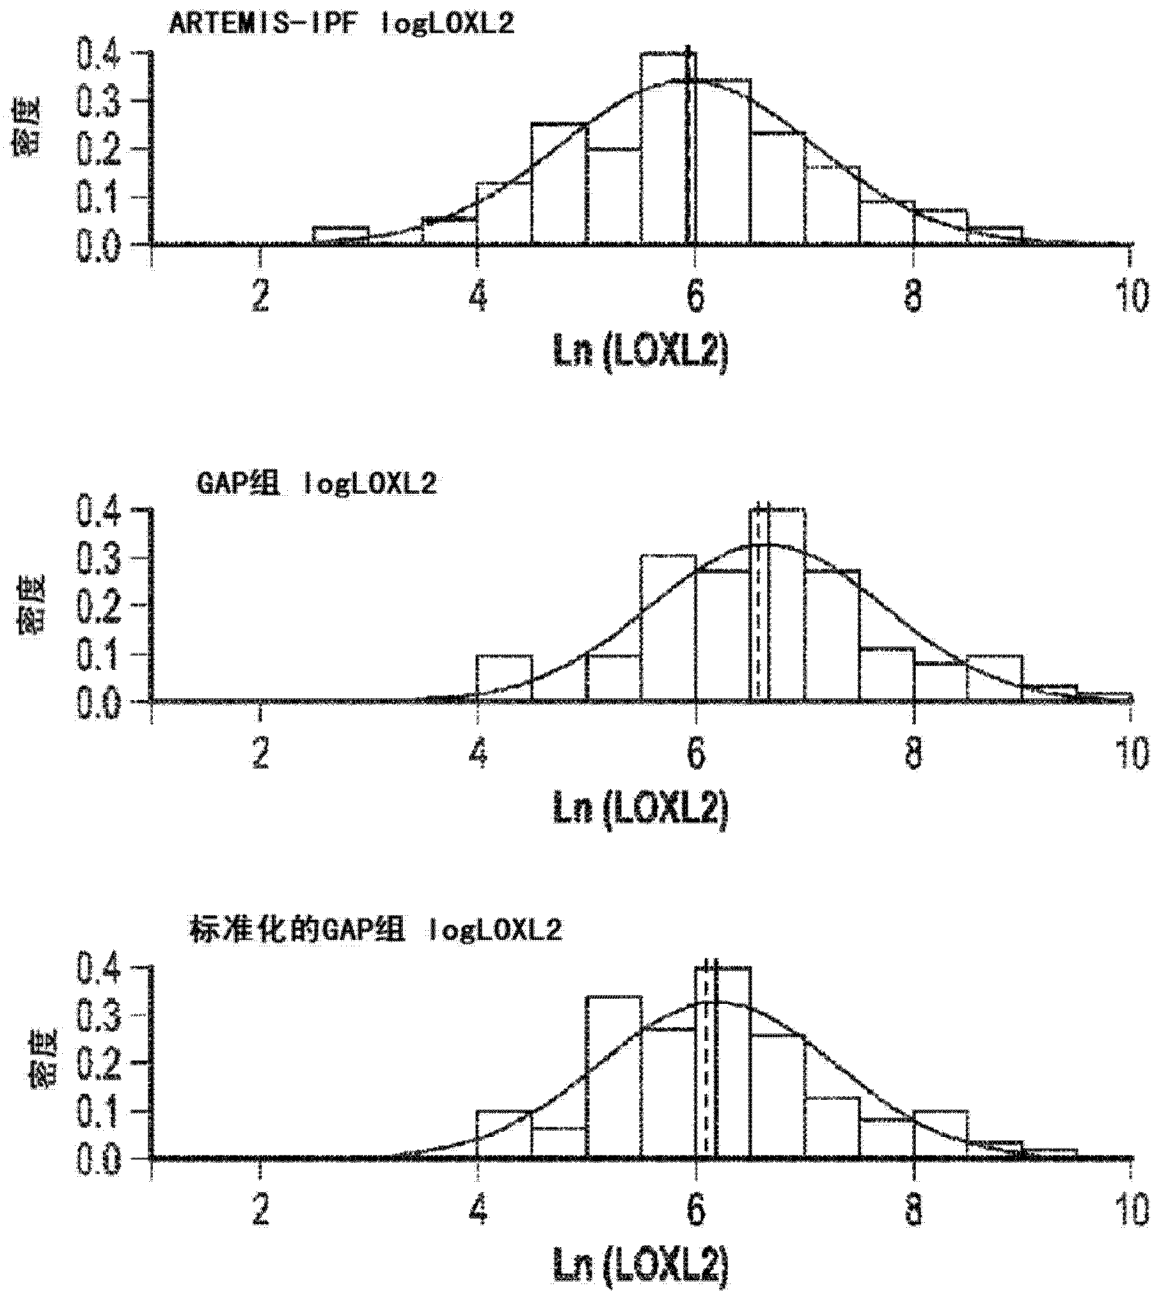 ARTEMIS-IPF logLOXL2
密度
0.4
0.3
0.2
0.1
0.0
2 4 6 8 10
Ln (LOXL2)
GAP组 logLOXL2
密度
0.4
0.3
0.2
0.1
0.0
2 4 6 8 10
Ln (LOXL2)
标准化的GAP组 logLOXL2
密度
0.4
0.3
0.2
0.1
0.0
2 4 6 8 10
Ln (LOXL2)